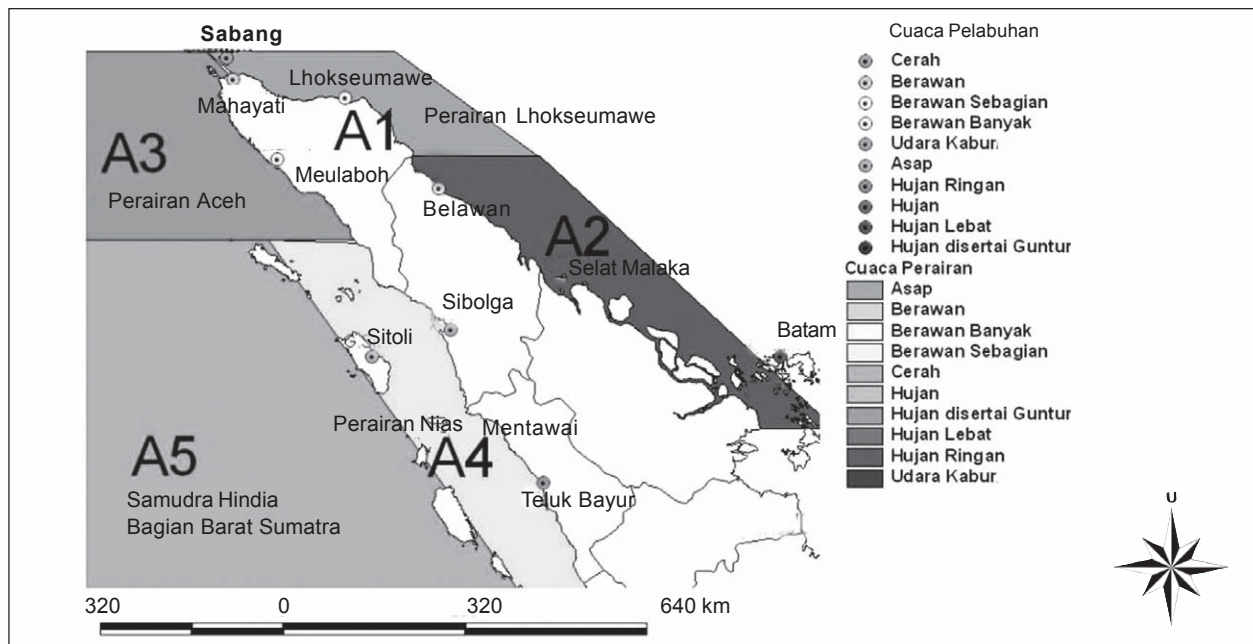 Sabang
Lhokseumawe
Mahayati
A1
Perairan Lhokseumawe
A3
Meulaboh
Perairan Aceh
Belawan
A2
Selat Malaka
Sibolga
Sitoli
Batam
Perairan Nias
Mentawai
A4
A5
Teluk Bayur
Samudra Hindia
Bagian Barat Sumatra
320 0 320 640 km
Cuaca Pelabuhan
Cerah
Berawan
Berawan Sebagian
Berawan Banyak
Udara Kabur
Asap
Hujan Ringan
Hujan
Hujan Lebat
Hujan disertai Guntur
Cuaca Perairan
Asap
Berawan
Berawan Banyak
Berawan Sebagian
Cerah
Hujan
Hujan disertai Guntur
Hujan Lebat
Hujan Ringan
Udara Kabur
U